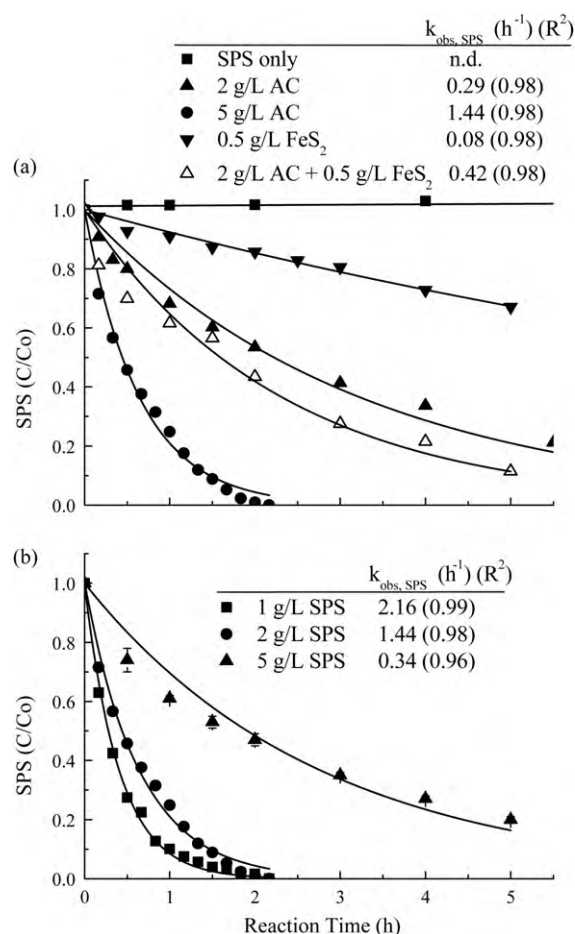 k_obs, SPS (h⁻¹) (R²)
■ SPS only n.d.
▲ 2 g/L AC 0.29 (0.98)
● 5 g/L AC 1.44 (0.98)
▼ 0.5 g/L FeS₂ 0.08 (0.98)
△ 2 g/L AC + 0.5 g/L FeS₂ 0.42 (0.98)
(a)
1.0
0.8
0.6
0.4
0.2
0.0
SPS (C/Co)
(b)
k_obs, SPS (h⁻¹) (R²)
■ 1 g/L SPS 2.16 (0.99)
● 2 g/L SPS 1.44 (0.98)
▲ 5 g/L SPS 0.34 (0.96)
1.0
0.8
0.6
0.4
0.2
0.0
SPS (C/Co)
0 1 2 3 4 5
Reaction Time (h)